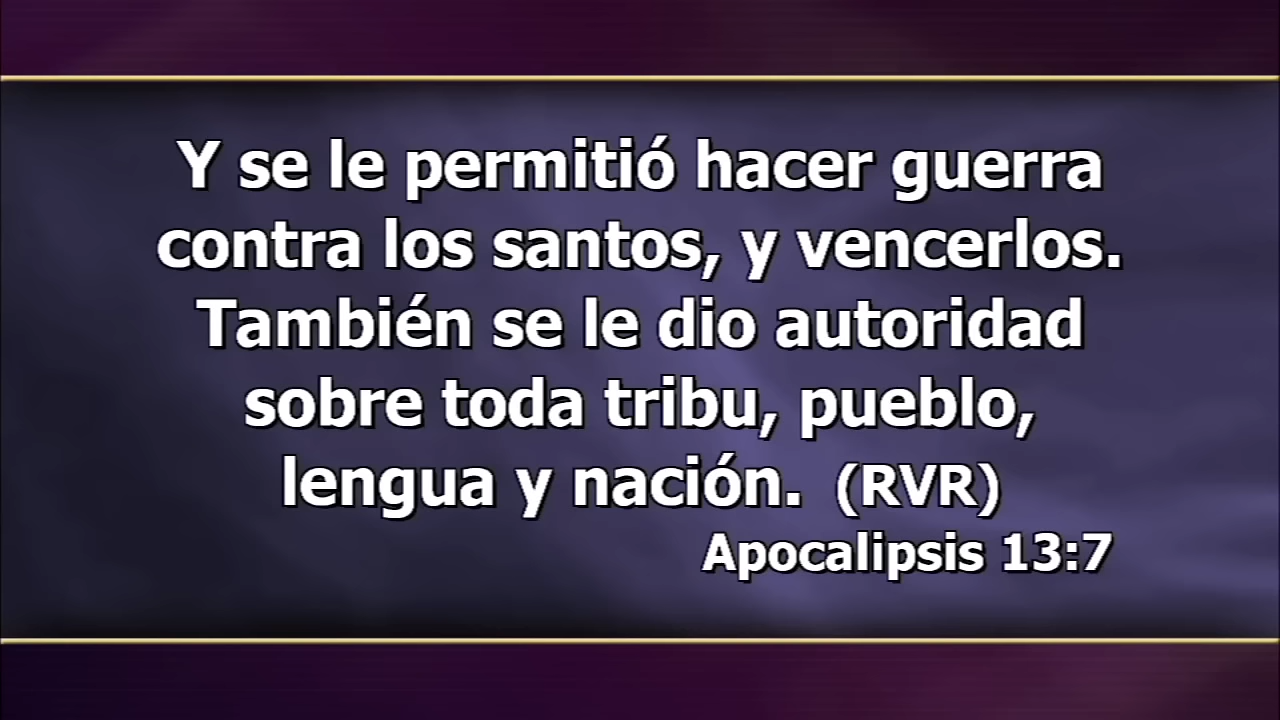 Y se le permitió hacer guerra
contra los santos, y vencerlos.
También se le dio autoridad
sobre toda tribu, pueblo,
lengua y nación. (RVR)
Apocalipsis 13:7